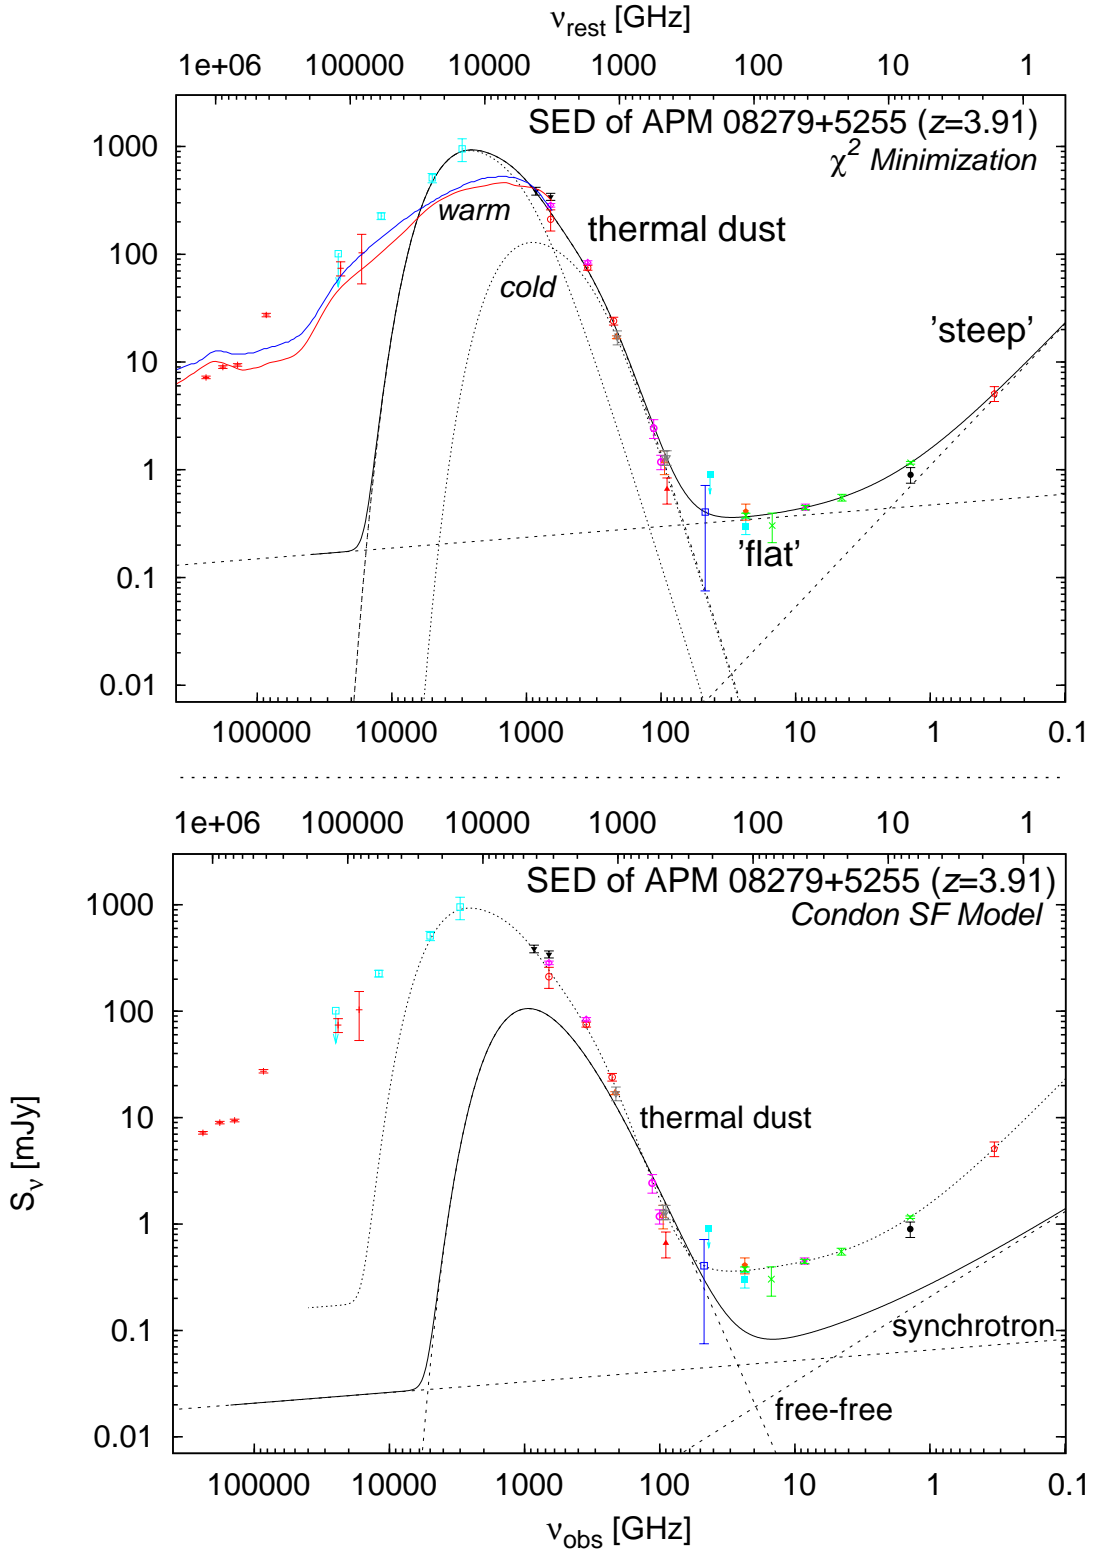 ν_rest [GHz]
1e+06 100000 10000 1000 100 10 1
SED of APM 08279+5255 (z=3.91)
χ² Minimization
1000
warm
thermal dust
100
cold
'steep'
10
1
'flat'
0.1
0.01
100000 10000 1000 100 10 1 0.1
1e+06 100000 10000 1000 100 10 1
SED of APM 08279+5255 (z=3.91)
Condon SF Model
1000
100
10
thermal dust
1
synchrotron
0.1
free-free
0.01
S_ν [mJy]
100000 10000 1000 100 10 1 0.1
ν_obs [GHz]